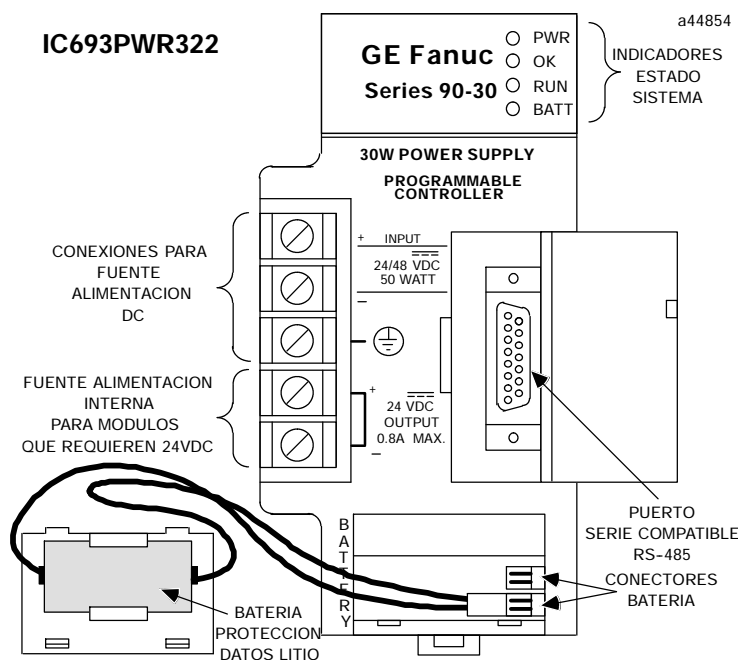 IC693PWR322
a44854
GE Fanuc
Series 90-30
PWR
OK
RUN
BATT
INDICADORES
ESTADO
SISTEMA
30W POWER SUPPLY
PROGRAMMABLE
CONTROLLER
CONEXIONES PARA
FUENTE
ALIMENTACION
DC
+ INPUT
24/48 VDC
50 WATT
–
FUENTE ALIMENTACION
INTERNA
PARA MODULOS
QUE REQUIEREN 24VDC
+
24 VDC
OUTPUT
0.8A MAX.
–
PUERTO
SERIE COMPATIBLE
RS-485
BATTERY
CONECTORES
BATERIA
BATERIA
PROTECCION
DATOS LITIO